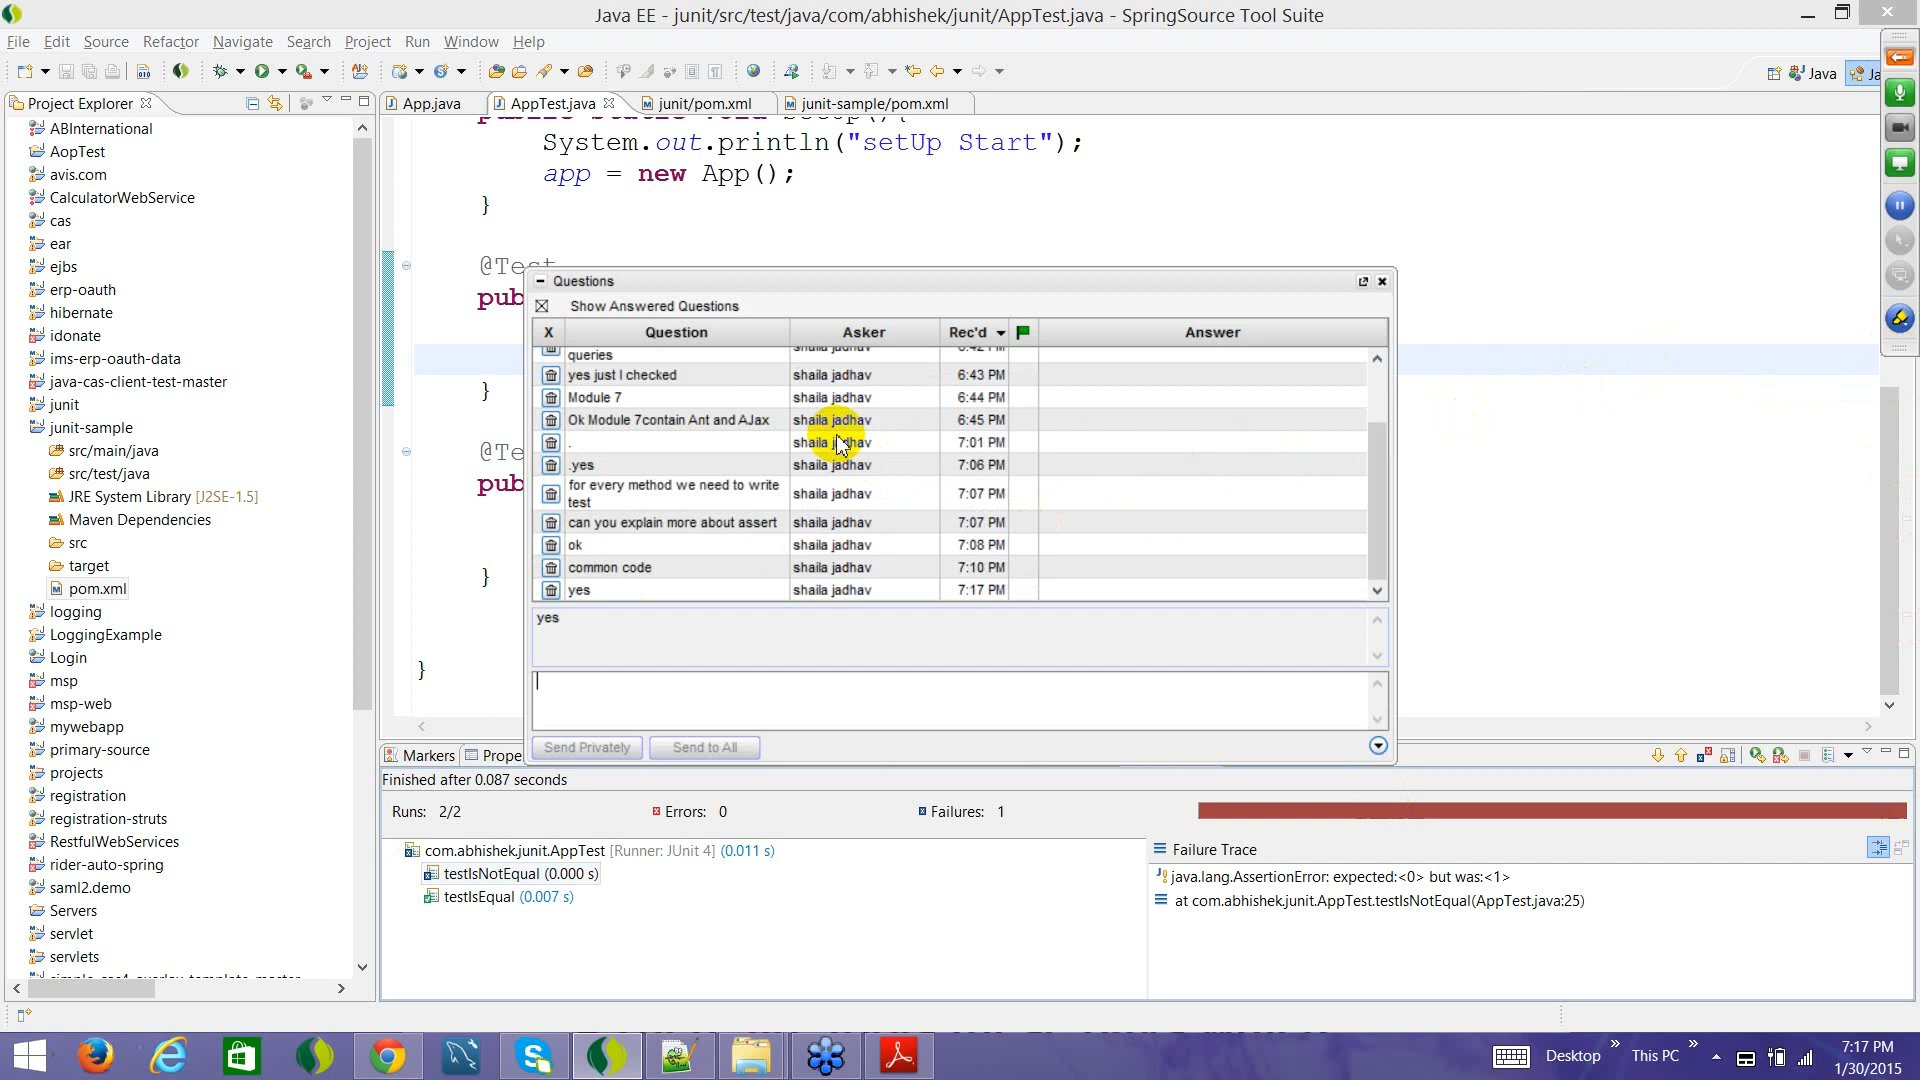 Java EE - junit/src/test/java/com/abhishek/junit/AppTest.java - SpringSource Tool Suite
File Edit Source Refactor Navigate Search Project Run Window Help
Java
Ja
Project Explorer
App.java
AppTest.java
junit/pom.xml
junit-sample/pom.xml
ABInternational
AopTest
avis.com
CalculatorWebService
cas
ear
ejbs
erp-oauth
hibernate
idonate
ims-erp-oauth-data
java-cas-client-test-master
junit
junit-sample
src/main/java
src/test/java
JRE System Library [J2SE-1.5]
Maven Dependencies
src
target
pom.xml
logging
LoggingExample
Login
msp
msp-web
mywebapp
primary-source
projects
registration
registration-struts
RestfulWebServices
rider-auto-spring
saml2.demo
Servers
servlet
servlets
System.out.println("setUp Start");
app = new App();
}
@Test
pub
}
@Te
pub
}
}
Questions
Show Answered Questions
X Question Asker Rec'd Answer
queries shaila jadhav 6:42 PM
yes just I checked shaila jadhav 6:43 PM
Module 7 shaila jadhav 6:44 PM
Ok Module 7contain Ant and AJax shaila jadhav 6:45 PM
. shaila jadhav 7:01 PM
.yes shaila jadhav 7:06 PM
for every method we need to write
test shaila jadhav 7:07 PM
can you explain more about assert shaila jadhav 7:07 PM
ok shaila jadhav 7:08 PM
common code shaila jadhav 7:10 PM
yes shaila jadhav 7:17 PM
yes
Send Privately Send to All
Markers Prope
Finished after 0.087 seconds
Runs: 2/2 Errors: 0 Failures: 1
com.abhishek.junit.AppTest [Runner: JUnit 4] (0.011 s)
testIsNotEqual (0.000 s)
testIsEqual (0.007 s)
Failure Trace
java.lang.AssertionError: expected:<0> but was:<1>
at com.abhishek.junit.AppTest.testIsNotEqual(AppTest.java:25)
Desktop » This PC »
7:17 PM
1/30/2015